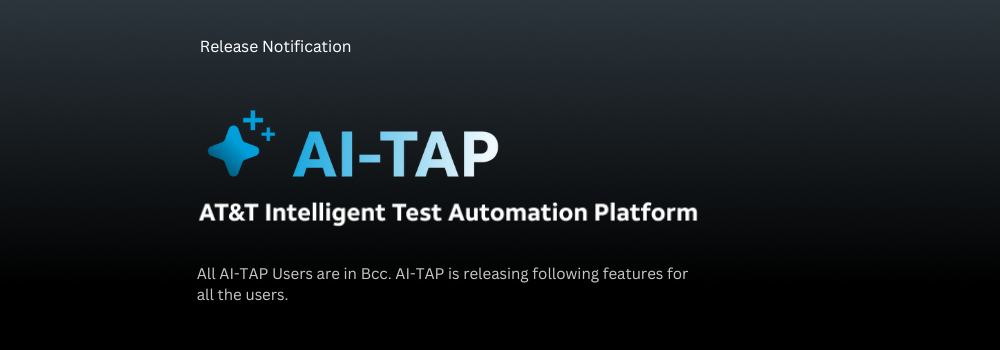 Release Notification
AI-TAP
AT&T Intelligent Test Automation Platform
All AI-TAP Users are in Bcc. AI-TAP is releasing following features for
all the users.